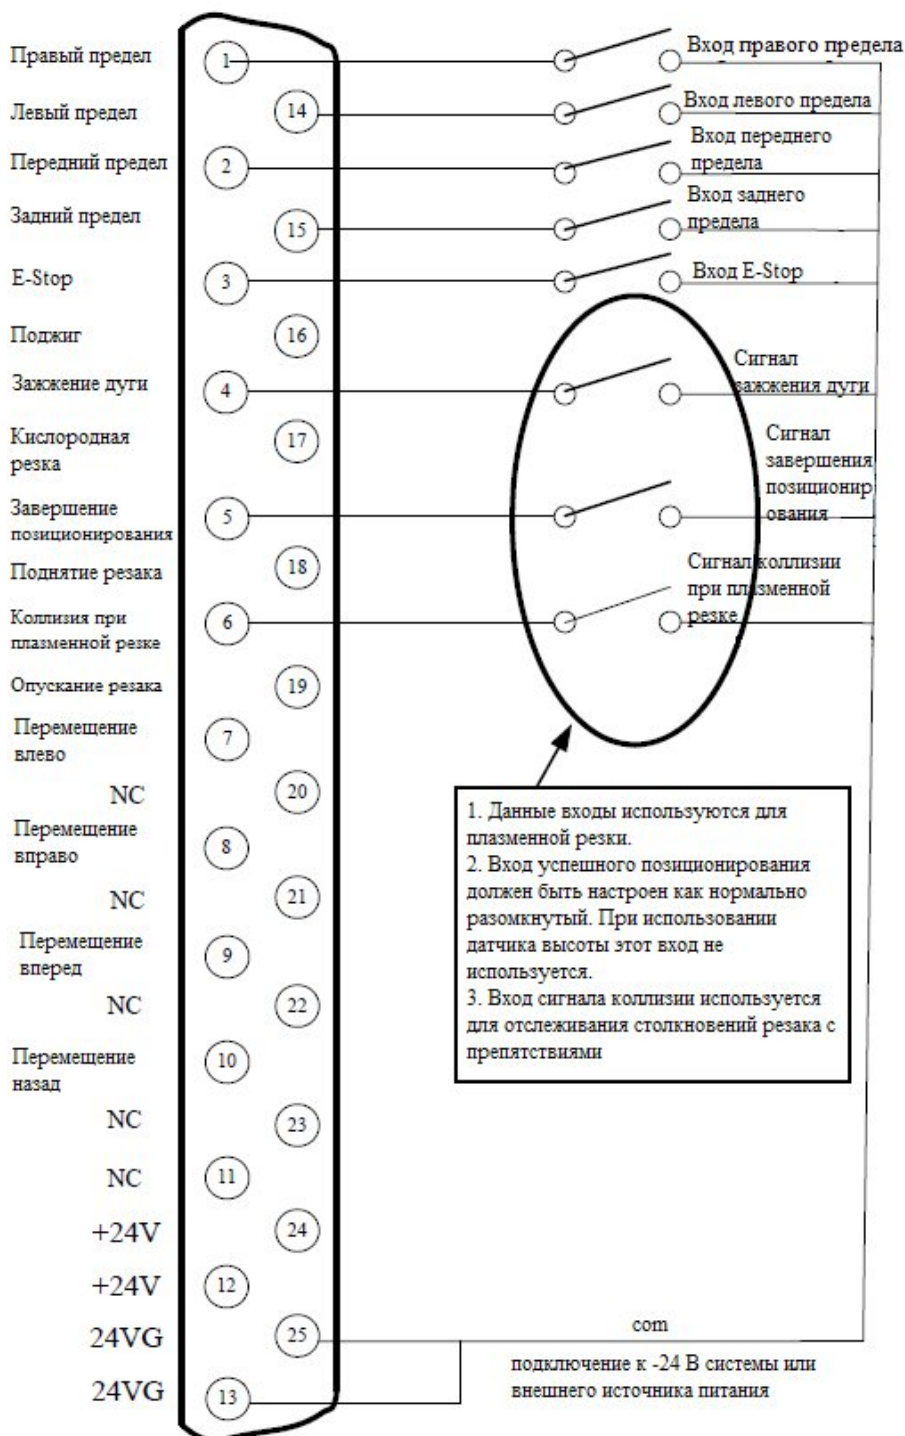 Правый предел
1
Вход правого предела
Левый предел
14
Вход левого предела
Передний предел
2
Вход переднего
предела
Задний предел
15
Вход заднего
предела
E-Stop
3
Вход E-Stop
Поджиг
16
Зажжение дуги
4
Сигнал
зажжения дуги
Кислородная
резка
17
Сигнал
завершения
позиционир
ования
Завершение
позиционирования
5
Поднятие резака
18
Сигнал коллизии
при плазменной
резке
Коллизия при
плазменной резке
6
Опускание резака
19
Перемещение
влево
7
NC
20
Перемещение
вправо
8
NC
21
Перемещение
вперед
9
NC
22
Перемещение
назад
10
NC
23
NC
11
+24V
24
+24V
12
24VG
25
24VG
13
1. Данные входы используются для
плазменной резки.
2. Вход успешного позиционирования
должен быть настроен как нормально
разомкнутый. При использовании
датчика высоты этот вход не
используется.
3. Вход сигнала коллизии используется
для отслеживания столкновений резака с
препятствиями
com
подключение к -24 В системы или
внешнего источника питания